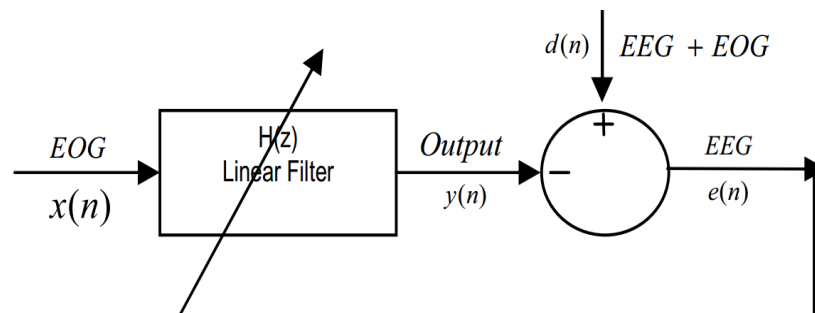 EOG
x(n)
H(z)
Linear Filter
Output
y(n)
d(n) EEG + EOG
+
−
EEG
e(n)